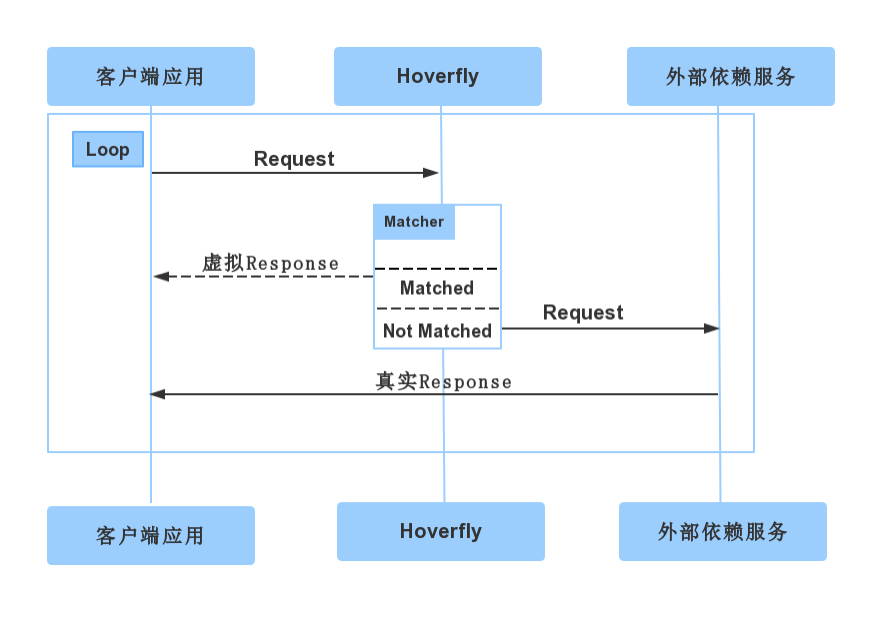 客户端应用
Hoverfly
外部依赖服务
Loop
Request
Matcher
虚拟Response
Matched
Request
Not Matched
真实Response
客户端应用
Hoverfly
外部依赖服务